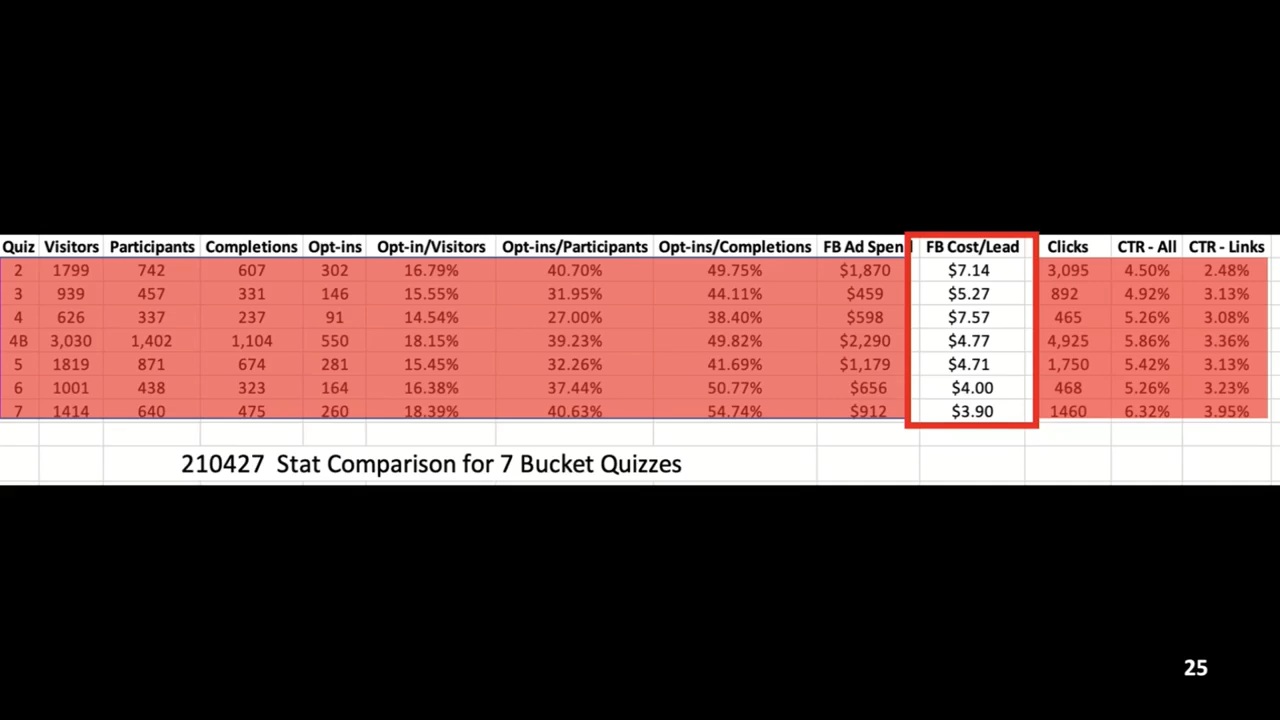 Quiz Visitors Participants Completions Opt-ins Opt-in/Visitors Opt-ins/Participants Opt-ins/Completions FB Ad Spen FB Cost/Lead Clicks CTR - All CTR - Links
2 1799 742 607 302 16.79% 40.70% 49.75% $1,870 $7.14 3,095 4.50% 2.48%
3 939 457 331 146 15.55% 31.95% 44.11% $459 $5.27 892 4.92% 3.13%
4 626 337 237 91 14.54% 27.00% 38.40% $598 $7.57 465 5.26% 3.08%
4B 3,030 1,402 1,104 550 18.15% 39.23% 49.82% $2,290 $4.77 4,925 5.86% 3.36%
5 1819 871 674 281 15.45% 32.26% 41.69% $1,179 $4.71 1,750 5.42% 3.13%
6 1001 438 323 164 16.38% 37.44% 50.77% $656 $4.00 468 5.26% 3.23%
7 1414 640 475 260 18.39% 40.63% 54.74% $912 $3.90 1460 6.32% 3.95%
210427 Stat Comparison for 7 Bucket Quizzes
25